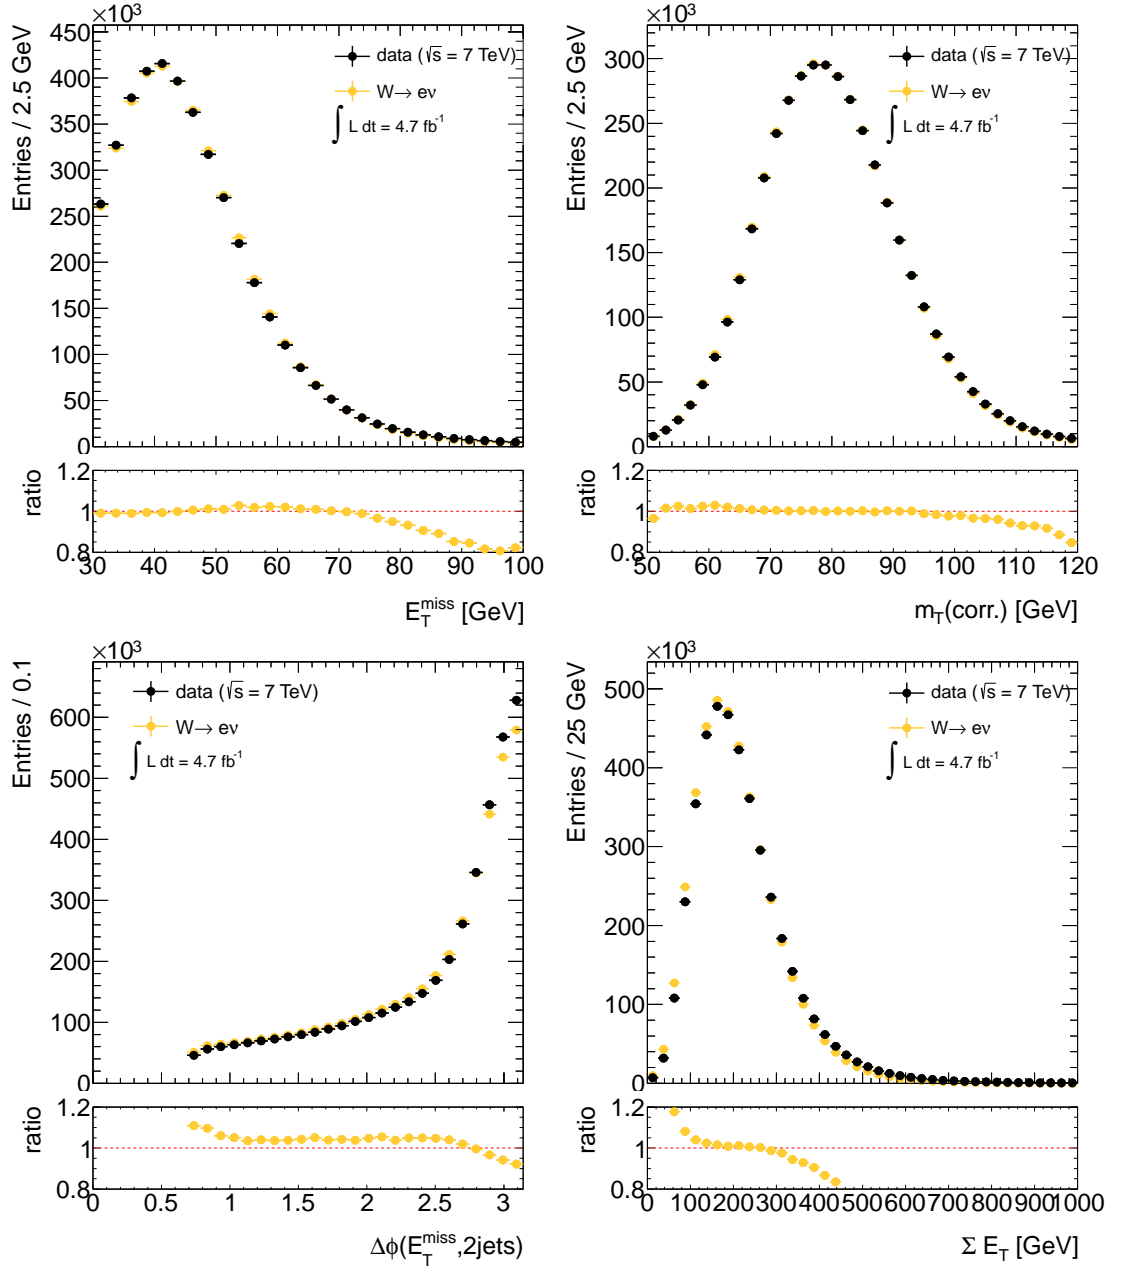 ×10³
Entries / 2.5 GeV
450
400
350
300
250
200
150
100
50
0
data (√s = 7 TeV)
W→ eν
∫ L dt = 4.7 fb⁻¹
ratio
1.2
1
0.8
30 40 50 60 70 80 90 100
E_T^miss [GeV]
×10³
Entries / 2.5 GeV
300
250
200
150
100
50
0
data (√s = 7 TeV)
W→ eν
∫ L dt = 4.7 fb⁻¹
ratio
1.2
1
0.8
50 60 70 80 90 100 110 120
m_T(corr.) [GeV]
×10³
Entries / 0.1
600
500
400
300
200
100
0
data (√s = 7 TeV)
W→ eν
∫ L dt = 4.7 fb⁻¹
ratio
1.2
1
0.8
0 0.5 1 1.5 2 2.5 3
Δϕ(E_T^miss,2jets)
×10³
Entries / 25 GeV
500
400
300
200
100
0
data (√s = 7 TeV)
W→ eν
∫ L dt = 4.7 fb⁻¹
ratio
1.2
1
0.8
0 100 200 300 400 500 600 700 800 900 1000
Σ E_T [GeV]